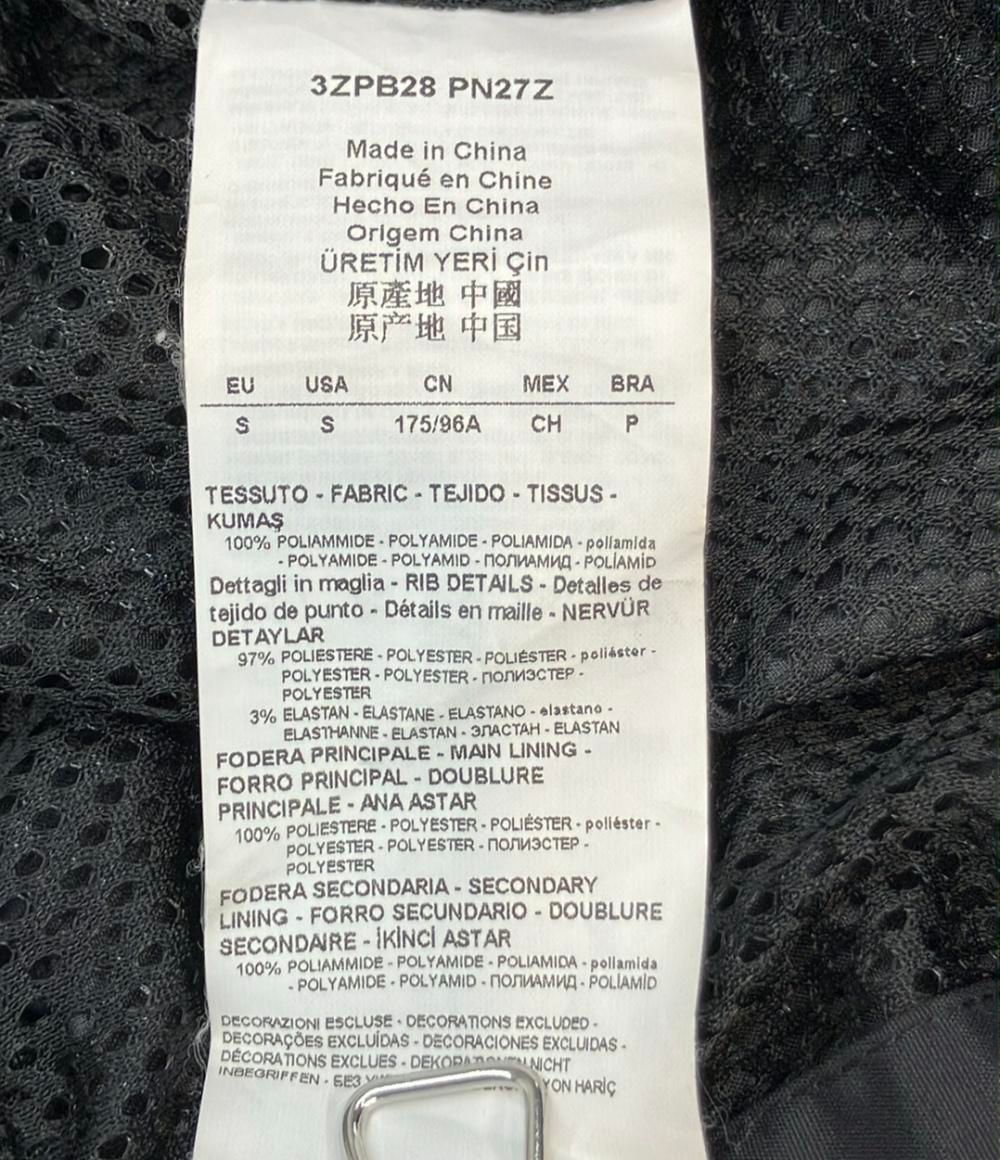 3ZPB28 PN27Z
Made in China
Fabriqué en Chine
Hecho En China
Origem China
ÜRETİM YERİ Çin
原產地 中國
原产地 中国
EU USA CN MEX BRA
S S 175/96A CH P
TESSUTO - FABRIC - TEJIDO - TISSUS -
KUMAŞ
100% POLIAMMIDE - POLYAMIDE - POLIAMIDA - poliamida
- POLYAMIDE - POLYAMID - ПОЛИАМИД - POLİAMİD
Dettagli in maglia - RIB DETAILS - Detalles de
tejido de punto - Détails en maille - NERVÜR
DETAYLAR
97% POLIESTERE - POLYESTER - POLIÉSTER - poliéster -
POLYESTER - POLYESTER - ПОЛИЭСТЕР -
POLYESTER
3% ELASTAN - ELASTANE - ELASTANO - elastano -
ELASTHANNE - ELASTAN - ЭЛАСТАН - ELASTAN
FODERA PRINCIPALE - MAIN LINING -
FORRO PRINCIPAL - DOUBLURE
PRINCIPALE - ANA ASTAR
100% POLIESTERE - POLYESTER - POLIÉSTER - poliéster -
POLYESTER - POLYESTER - ПОЛИЭСТЕР -
POLYESTER
FODERA SECONDARIA - SECONDARY
LINING - FORRO SECUNDARIO - DOUBLURE
SECONDAIRE - İKİNCİ ASTAR
100% POLIAMMIDE - POLYAMIDE - POLIAMIDA - poliamida
- POLYAMIDE - POLYAMID - ПОЛИАМИД - POLİAMİD
DECORAZIONI ESCLUSE - DECORATIONS EXCLUDED -
DECORAÇÕES EXCLUÍDAS - DECORACIONES EXCLUIDAS -
DÉCORATIONS EXCLUES - NICHT
INBEGRIFFEN - БЕЗ HARİÇ